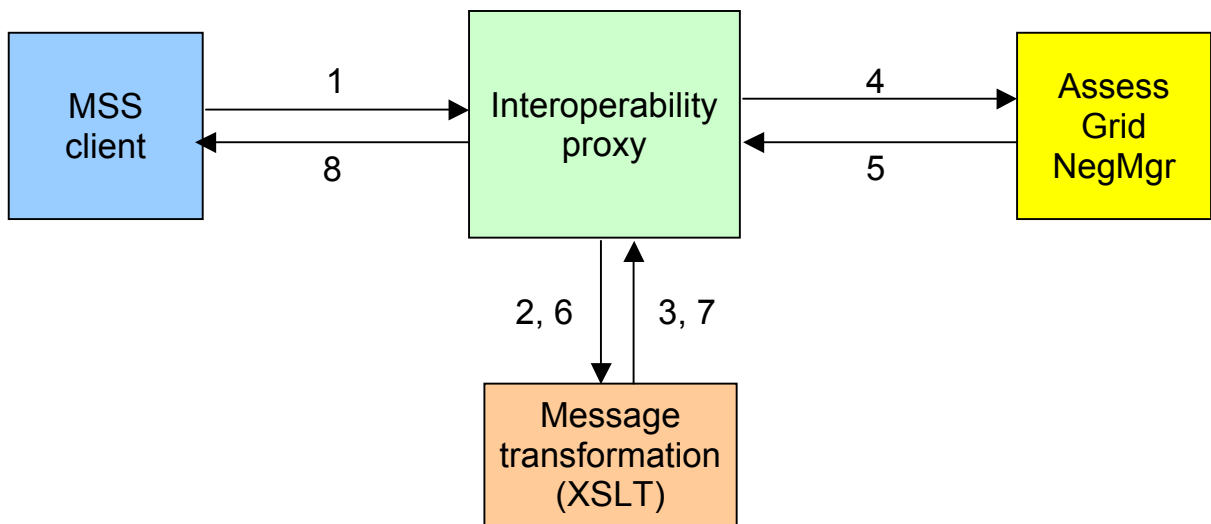 MSS
client
1
8
Interoperability
proxy
4
5
Assess
Grid
NegMgr
2, 6
3, 7
Message
transformation
(XSLT)